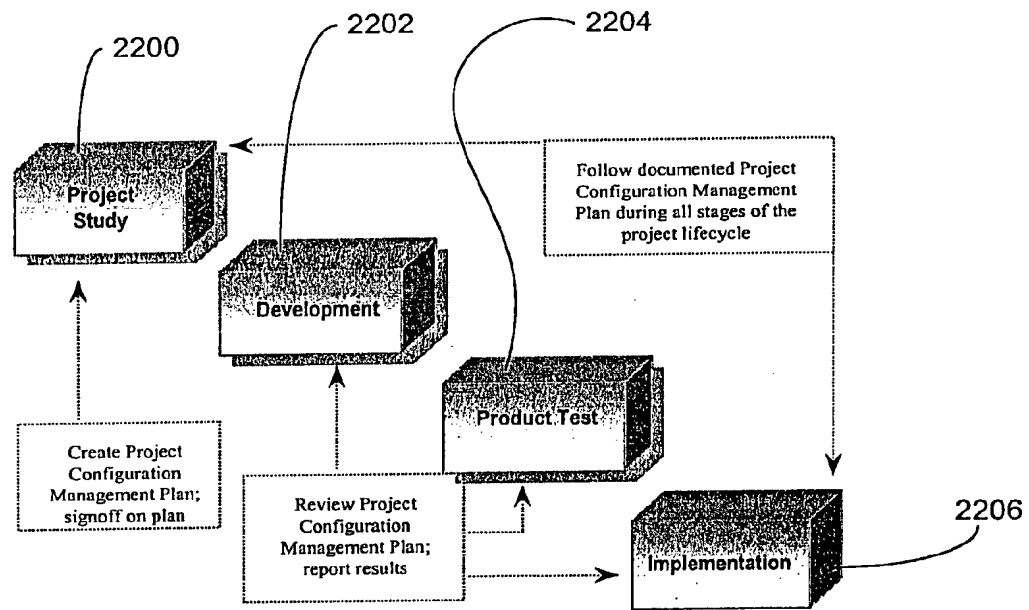 2200
2202
2204
Project
Study
Follow documented Project
Configuration Management
Plan during all stages of the
project lifecycle
Development
Product Test
Create Project
Configuration
Management Plan;
signoff on plan
Review Project
Configuration
Management Plan;
report results
Implementation
2206